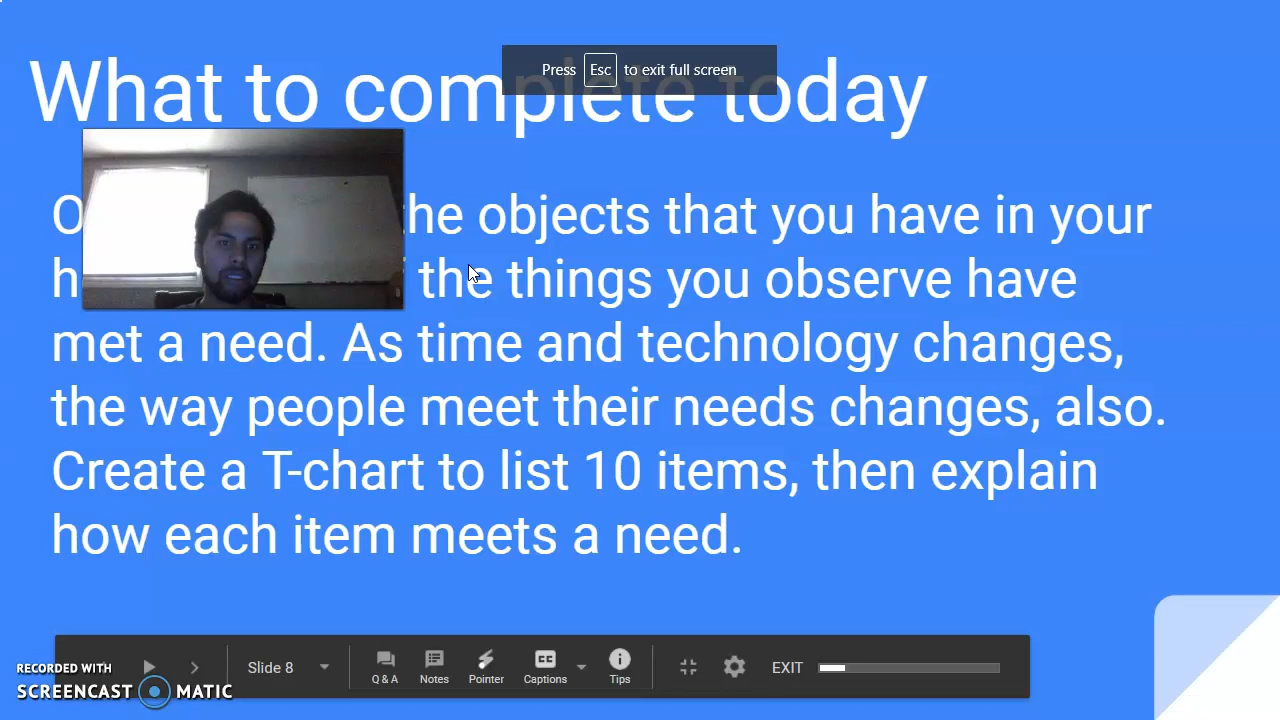 What to complete today
Press Esc to exit full screen
the objects that you have in your
the things you observe have
met a need. As time and technology changes,
the way people meet their needs changes, also.
Create a T-chart to list 10 items, then explain
how each item meets a need.
Slide 8
Q & A
Notes
Pointer
CC
Captions
Tips
EXIT
RECORDED WITH
SCREENCAST MATIC